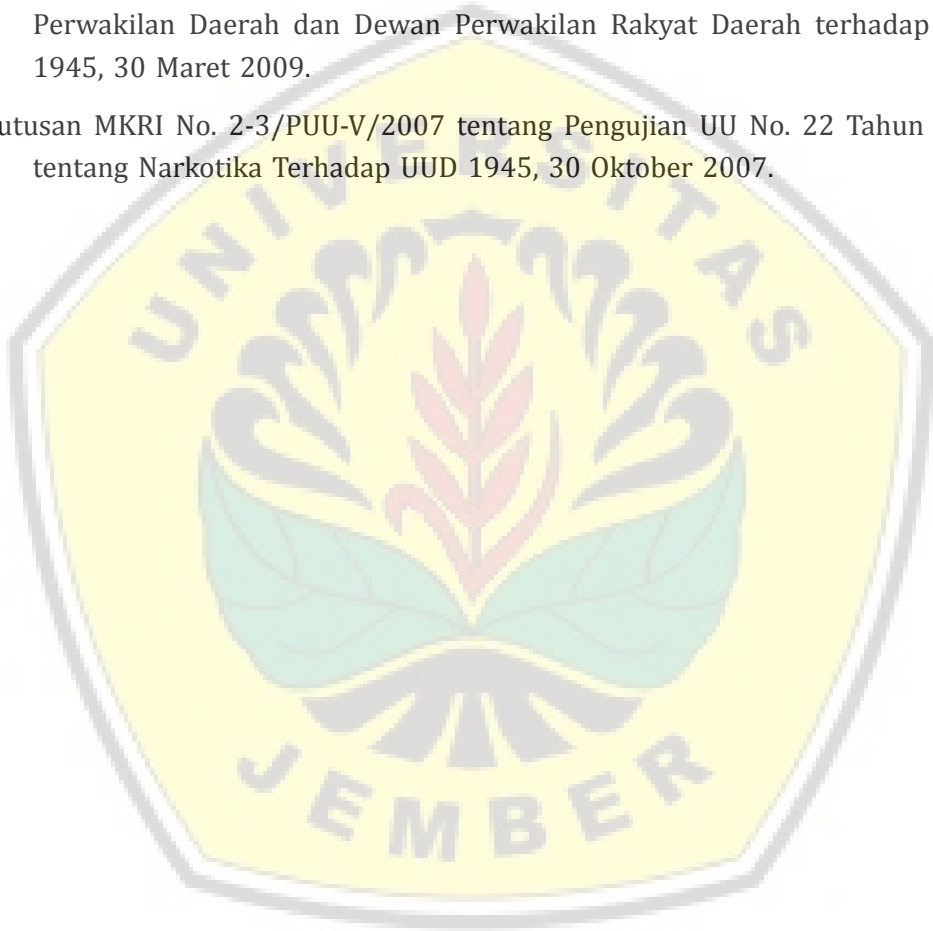 Perwakilan Daerah dan Dewan Perwakilan Rakyat Daerah terhadap
1945, 30 Maret 2009.
utusan MKRI No. 2-3/PUU-V/2007 tentang Pengujian UU No. 22 Tahun
tentang Narkotika Terhadap UUD 1945, 30 Oktober 2007.
UNIVERSITAS
JEMBER